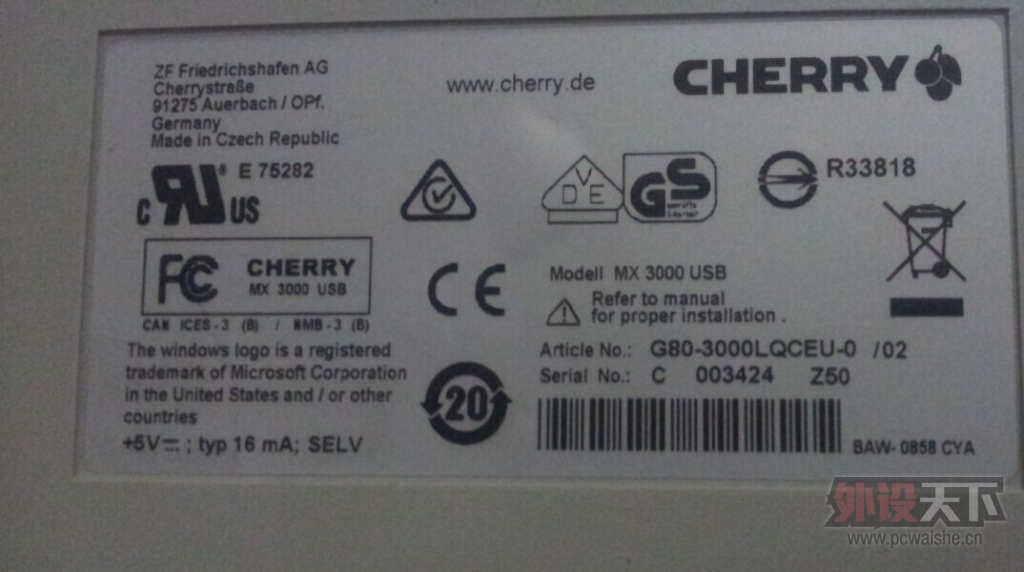 ZF Friedrichshafen AG
Cherrystraße
91275 Auerbach / OPf.
Germany
Made in Czech Republic
www.cherry.de
CHERRY
E 75282
C RU ® US
V
D E
GS
geprüfte
Sicherheit
R33818
FC CHERRY
MX 3000 USB
CAN ICES-3 (B) / NMB-3 (B)
CE
Modell MX 3000 USB
Refer to manual
for proper installation .
The windows logo is a registered
trademark of Microsoft Corporation
in the United States and / or other
countries
+5V⎓ ; typ 16 mA; SELV
20
Article No.: G80-3000LQCEU-0 /02
Serial No.: C 003424 Z50
BAW- 0858 CYA
外设天下
www.pcwaishe.cn